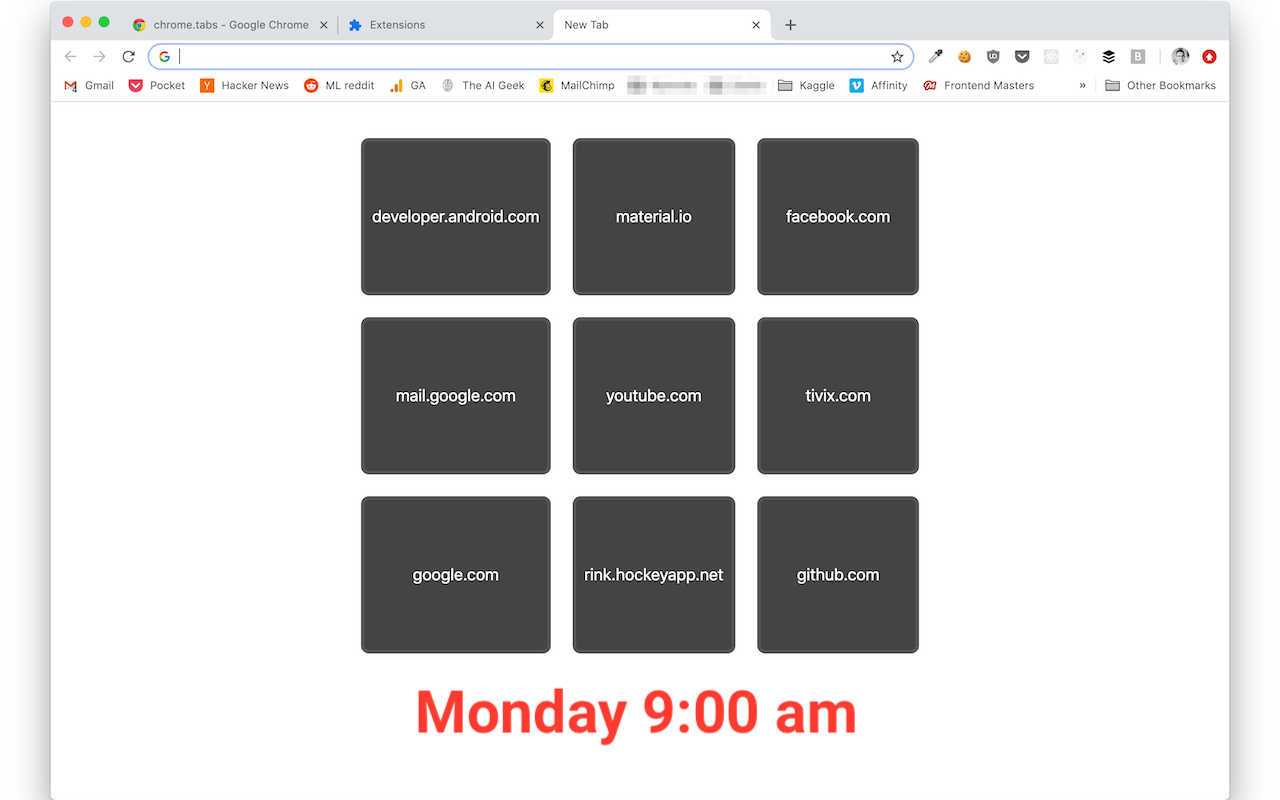 chrome.tabs - Google Chrome
Extensions
New Tab
Gmail
Pocket
Hacker News
ML reddit
GA
The AI Geek
MailChimp
Kaggle
Affinity
Frontend Masters
»
Other Bookmarks
developer.android.com
material.io
facebook.com
mail.google.com
youtube.com
tivix.com
google.com
rink.hockeyapp.net
github.com
Monday 9:00 am